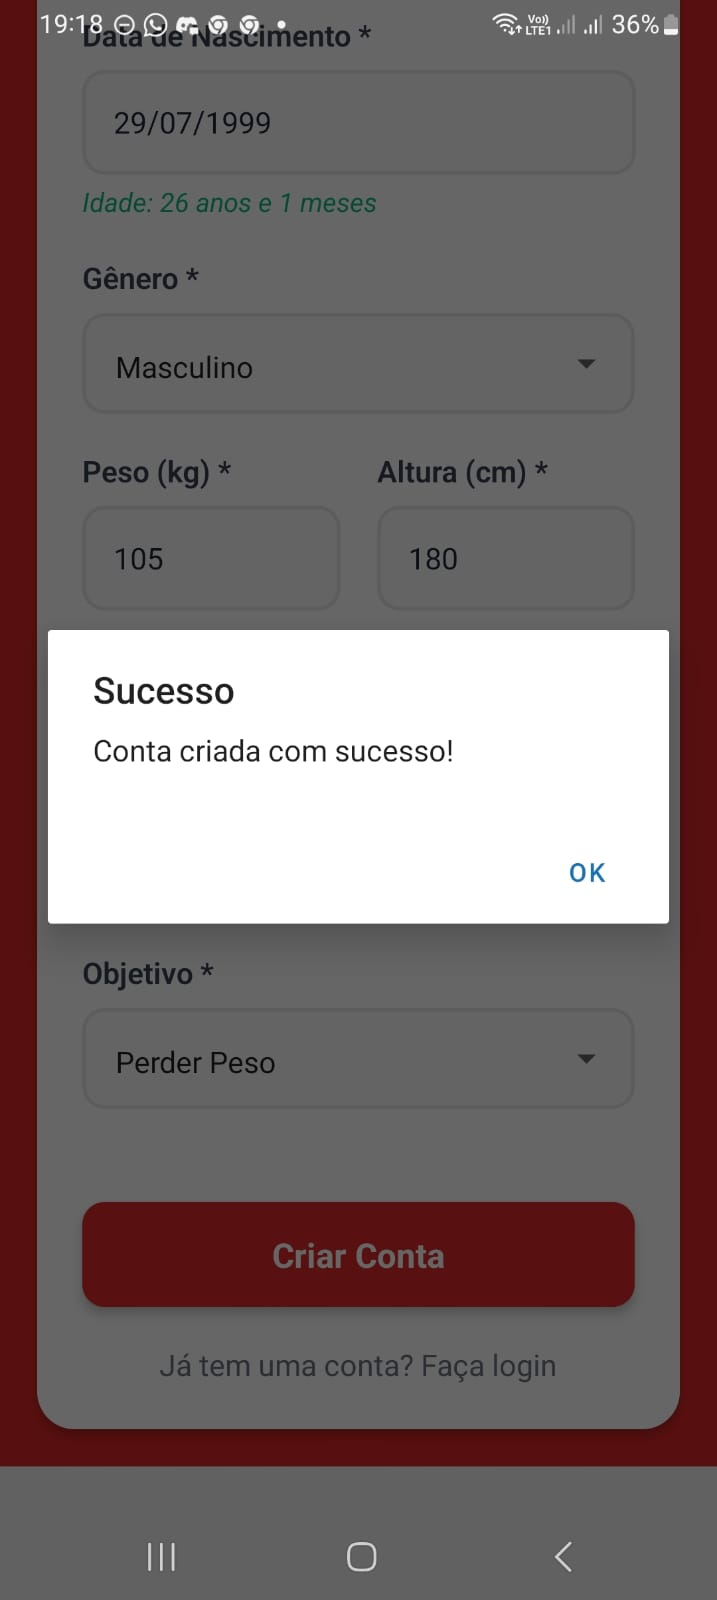 19:18 Vo)) LTE1 36%
Data de Nascimento *
29/07/1999
Idade: 26 anos e 1 meses
Gênero *
Masculino
Peso (kg) * Altura (cm) *
105 180
Sucesso
Conta criada com sucesso!
OK
Objetivo *
Perder Peso
Criar Conta
Já tem uma conta? Faça login